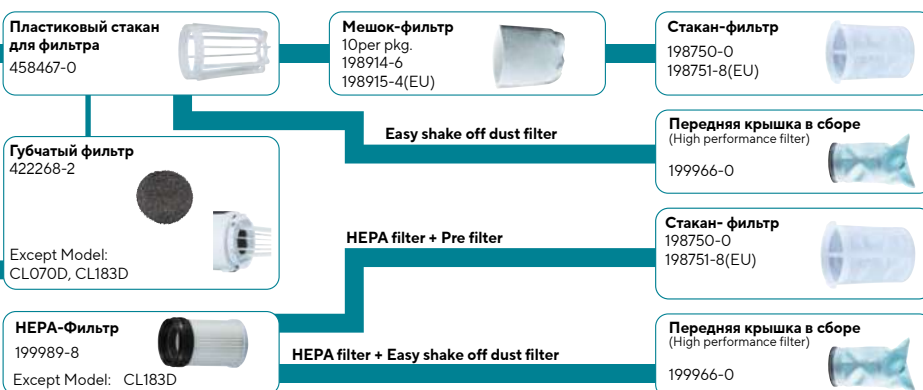 Пластиковый стакан
для фильтра
458467-0
Мешок-фильтр
10per pkg.
198914-6
198915-4(EU)
Стакан-фильтр
198750-0
198751-8(EU)
Easy shake off dust filter
Передняя крышка в сборе
(High performance filter)
199966-0
Губчатый фильтр
422268-2
Except Model:
CL070D, CL183D
HEPA filter + Pre filter
Стакан- фильтр
198750-0
198751-8(EU)
HEPA-Фильтр
199989-8
Except Model: CL183D
HEPA filter + Easy shake off dust filter
Передняя крышка в сборе
(High performance filter)
199966-0